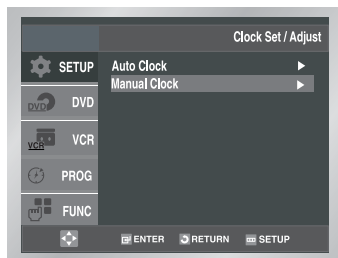 Clock Set / Adjust
SETUP
Auto Clock
Manual Clock
DVD DVD
VCR VCR
PROG
FUNC
ENTER RETURN SETUP